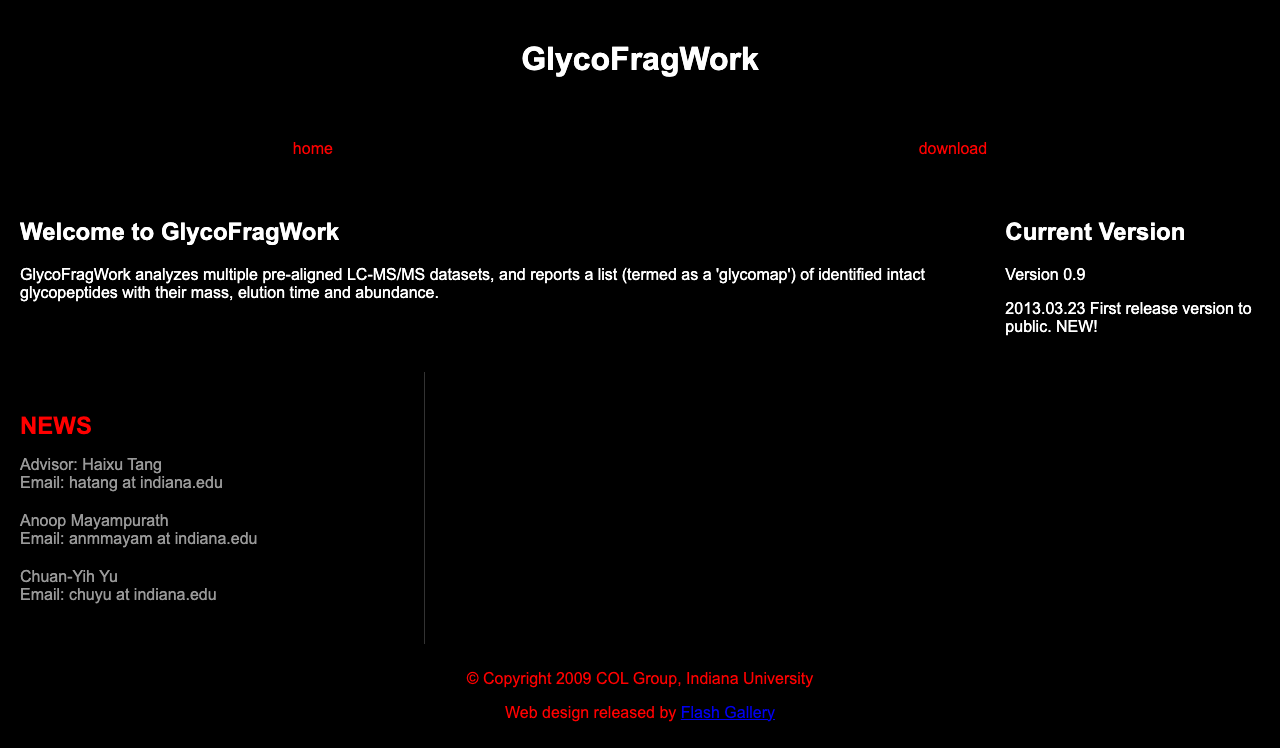 GlycoFragWork
home
download
Welcome to GlycoFragWork
GlycoFragWork analyzes multiple pre-aligned LC-MS/MS datasets, and reports a list (termed as a 'glycomap') of identified intact
glycopeptides with their mass, elution time and abundance.
Current Version
Version 0.9
2013.03.23 First release version to
public. NEW!
NEWS
Advisor: Haixu Tang
Email: hatang at indiana.edu
Anoop Mayampurath
Email: anmmayam at indiana.edu
Chuan-Yih Yu
Email: chuyu at indiana.edu
© Copyright 2009 COL Group, Indiana University
Web design released by Flash Gallery